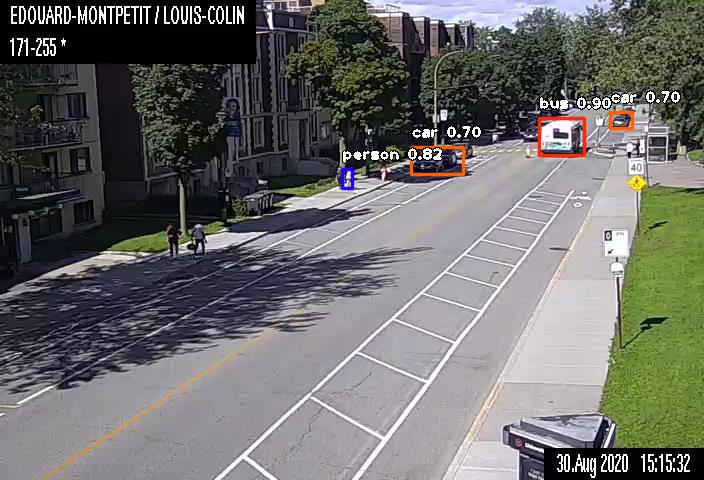 EDOUARD-MONTPETIT / LOUIS-COLIN
171-255 *
bus 0.90
car 0.70
car 0.70
person 0.82
40
30.Aug 2020 15:15:32